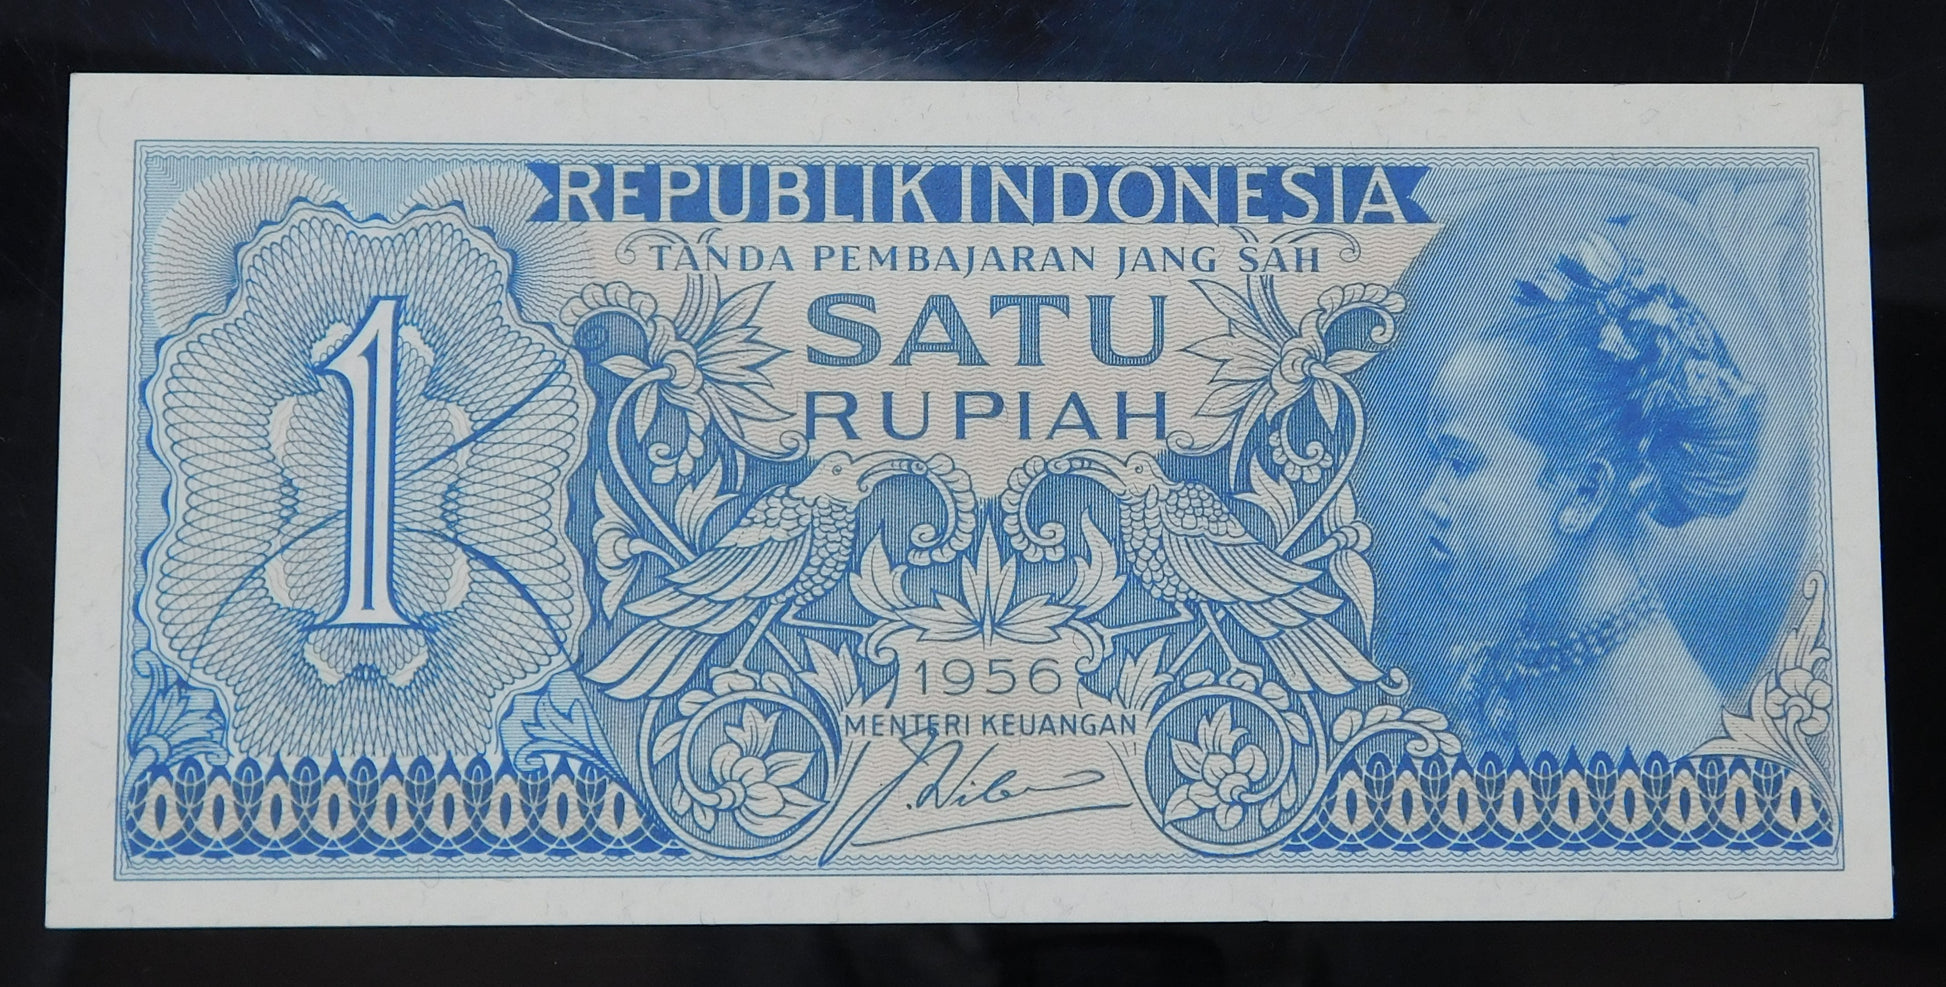 REPUBLIK INDONESIA
TANDA PEMBAJARAN JANG SAH
SATU
RUPIAH
1
1956
MENTERI KEUANGAN